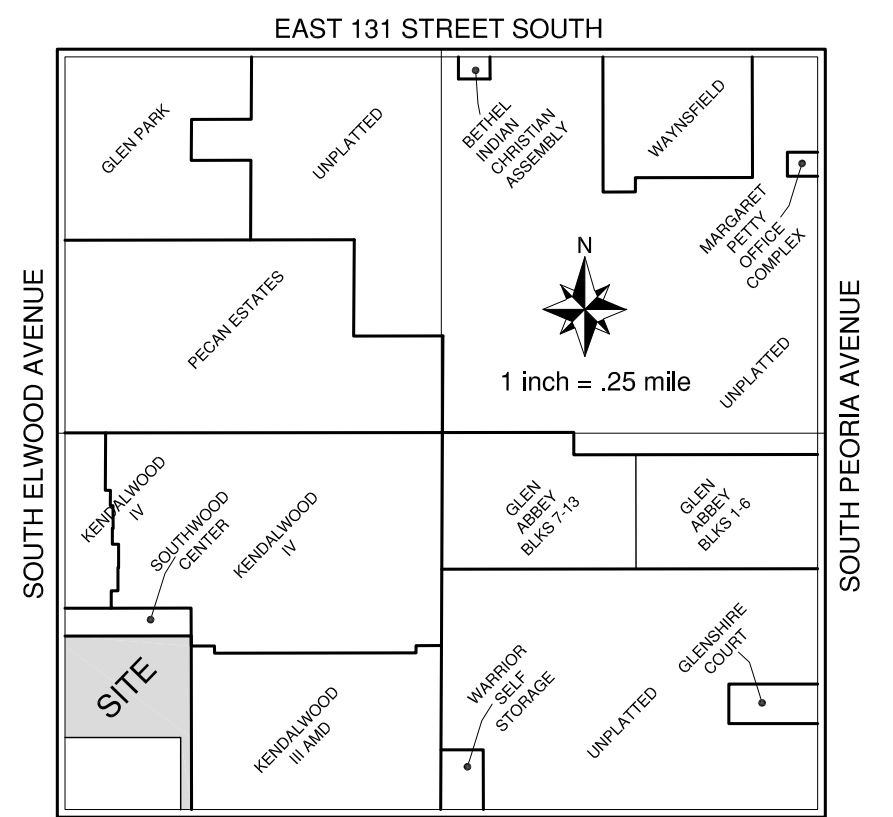 EAST 131 STREET SOUTH
GLEN PARK
UNPLATTED
BETHEL
INDIAN
CHRISTIAN
ASSEMBLY
WAYNSFIELD
MARGARET
PETTY
OFFICE
COMPLEX
PECAN ESTATES
N
1 inch = .25 mile
UNPLATTED
SOUTH ELWOOD AVENUE
SOUTH PEORIA AVENUE
KENDALWOOD
IV
SOUTHWOOD
CENTER
KENDALWOOD
IV
GLEN
ABBEY
BLKS 7-13
GLEN
ABBEY
BLKS 1-6
SITE
KENDALWOOD
III AMD
WARRIOR
SELF
STORAGE
UNPLATTED
GLENSHIRE
COURT